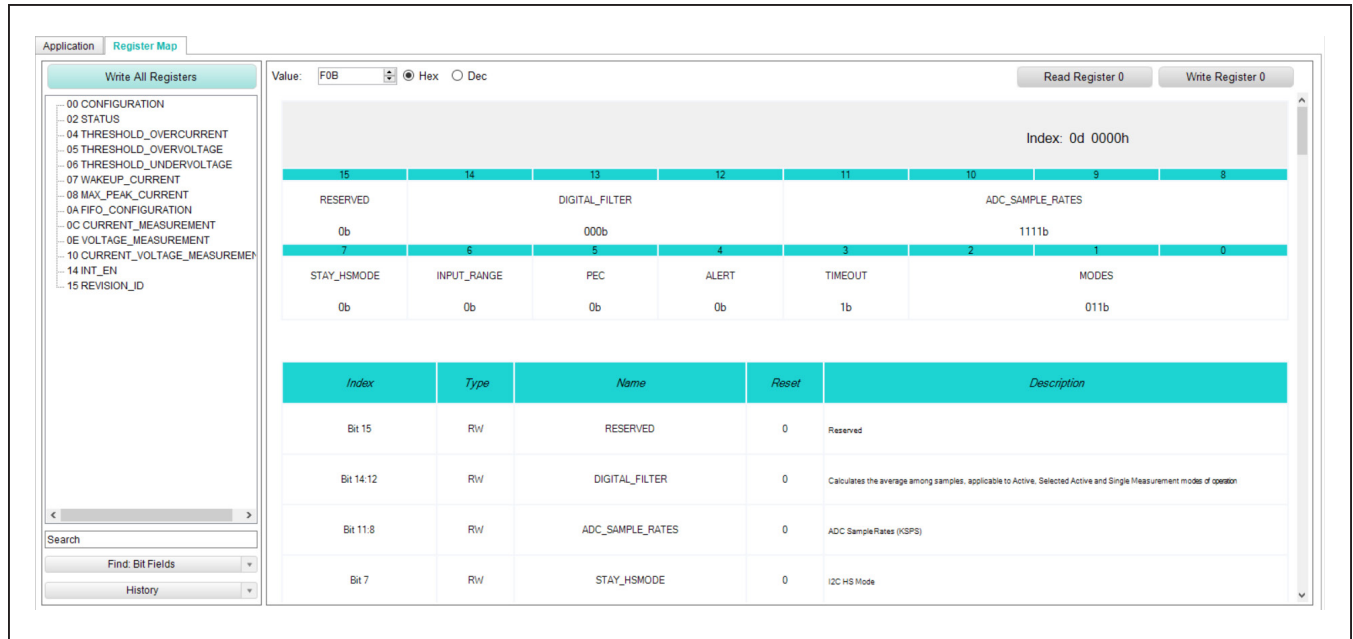 Application Register Map
Write All Registers
Value: F0B Hex Dec
Read Register 0 Write Register 0
00 CONFIGURATION
02 STATUS
04 THRESHOLD_OVERCURRENT
05 THRESHOLD_OVERVOLTAGE
06 THRESHOLD_UNDERVOLTAGE
07 WAKEUP_CURRENT
08 MAX_PEAK_CURRENT
0A FIFO_CONFIGURATION
0C CURRENT_MEASUREMENT
0E VOLTAGE_MEASUREMENT
10 CURRENT_VOLTAGE_MEASUREMEN
14 INT_EN
15 REVISION_ID
Search
Find: Bit Fields
History
Index: 0d 0000h
15 14 13 12 11 10 9 8
RESERVED DIGITAL_FILTER ADC_SAMPLE_RATES
0b 000b 1111b
7 6 5 4 3 2 1 0
STAY_HSMODE INPUT_RANGE PEC ALERT TIMEOUT MODES
0b 0b 0b 0b 1b 011b
Index Type Name Reset Description
Bit 15 RW RESERVED 0 Reserved
Bit 14:12 RW DIGITAL_FILTER 0 Calculates the average among samples, applicable to Active, Selected Active and Single Measurement modes of operation
Bit 11:8 RW ADC_SAMPLE_RATES 0 ADC Sample Rates (KSPS)
Bit 7 RW STAY_HSMODE 0 I2C HS Mode